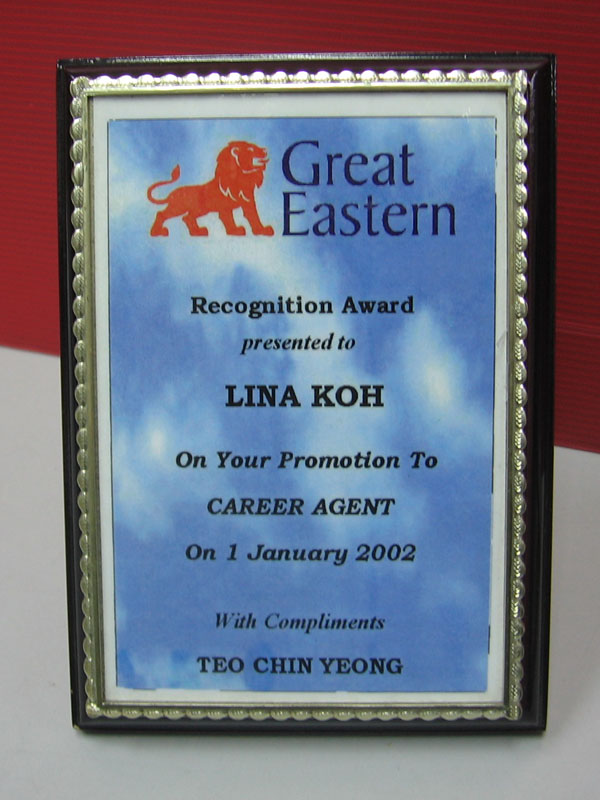 Great
Eastern
Recognition Award
presented to
LINA KOH
On Your Promotion To
CAREER AGENT
On 1 January 2002
With Compliments
TEO CHIN YEONG